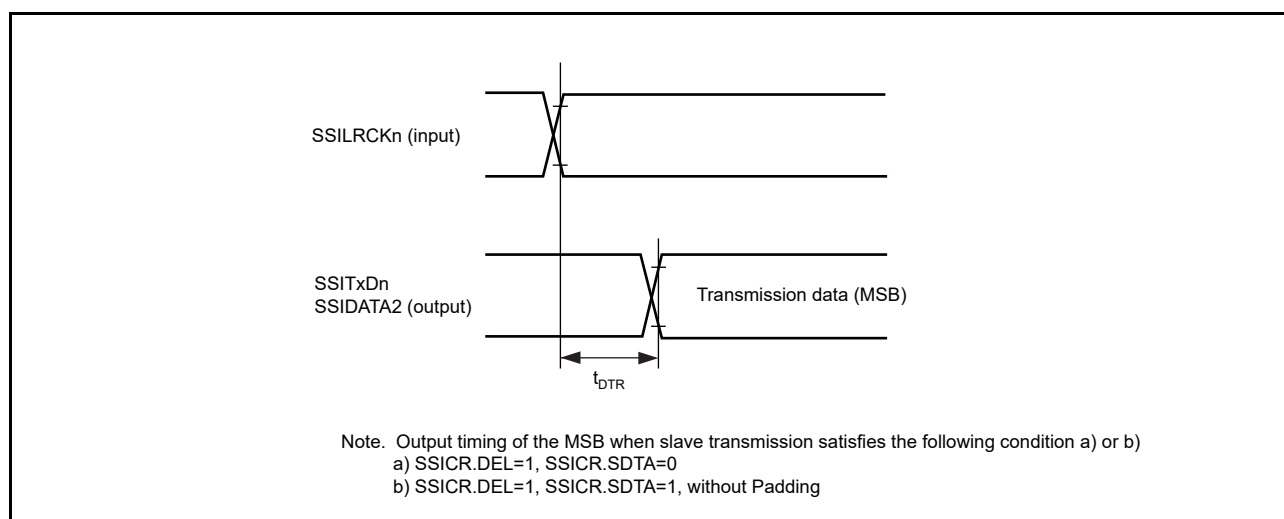 SSILRCKn (input)
SSITxDn
SSIDATA2 (output)
Transmission data (MSB)
tDTR
Note. Output timing of the MSB when slave transmission satisfies the following condition a) or b)
a) SSICR.DEL=1, SSICR.SDTA=0
b) SSICR.DEL=1, SSICR.SDTA=1, without Padding